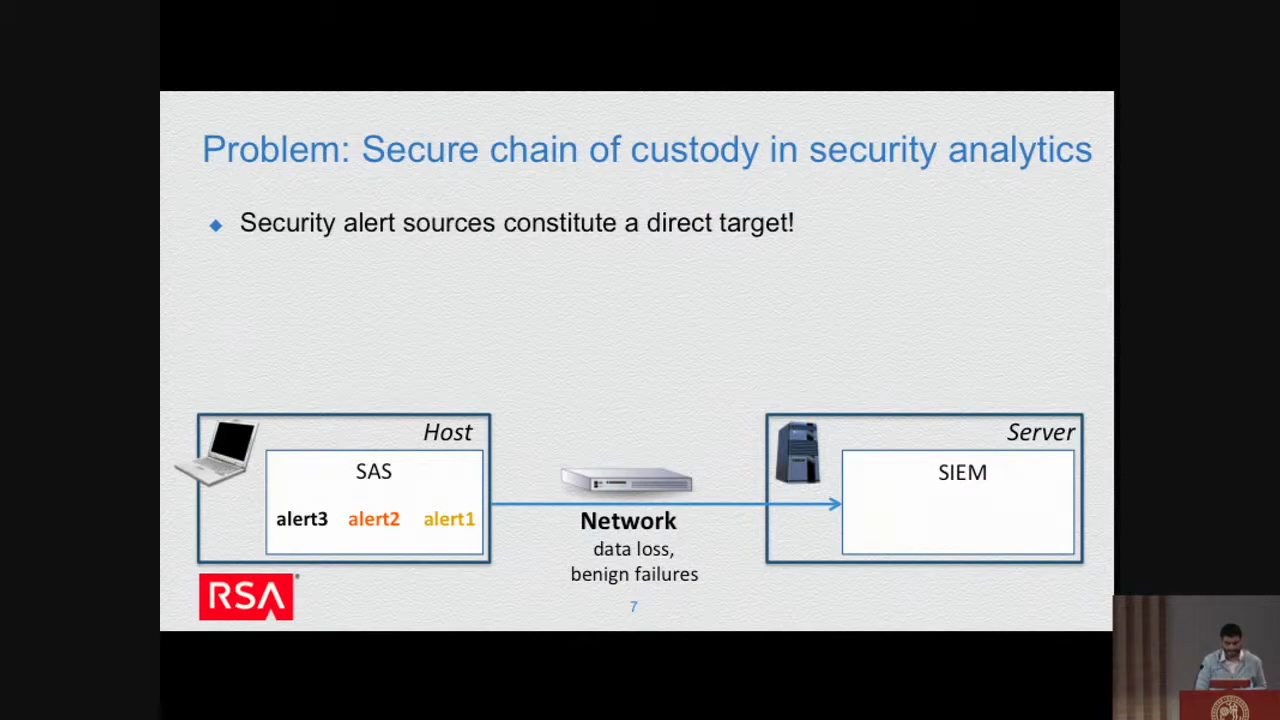 Problem: Secure chain of custody in security analytics
Security alert sources constitute a direct target!
Host
SAS
alert3 alert2 alert1
Network
data loss,
benign failures
Server
SIEM
RSA
7